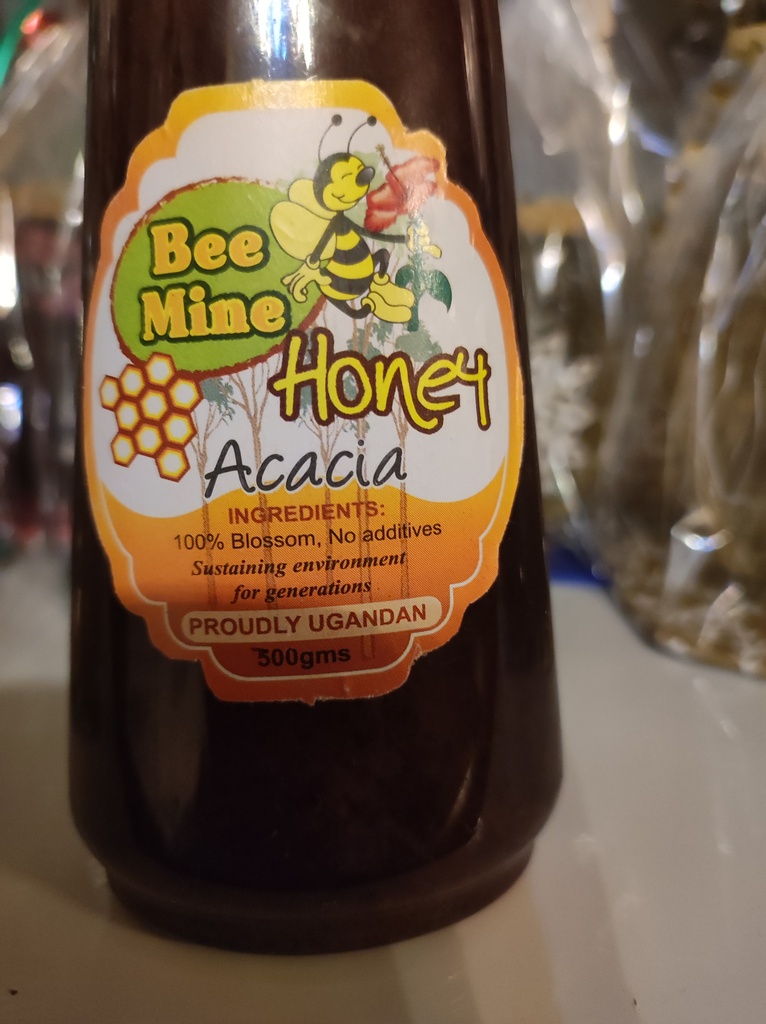 Bee
Mine
Honey
Acacia
INGREDIENTS:
100% Blossom, No additives
Sustaining environment
for generations
PROUDLY UGANDAN
500gms